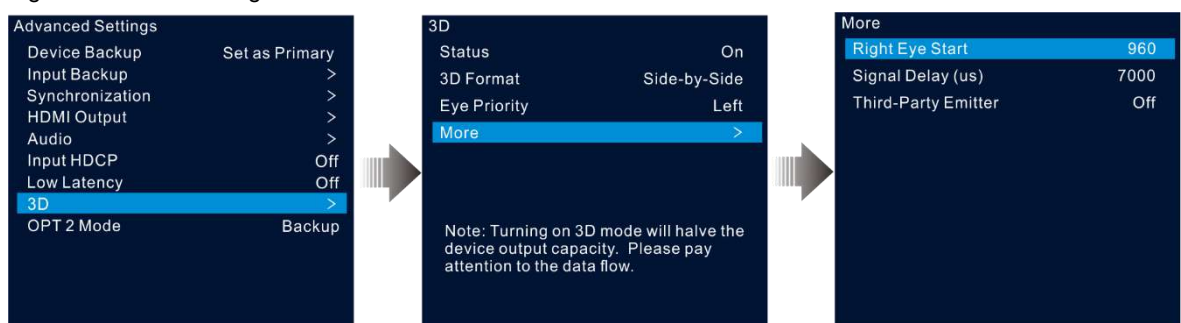 Advanced Settings
Device Backup Set as Primary
Input Backup >
Synchronization >
HDMI Output >
Audio >
Input HDCP Off
Low Latency Off
3D >
OPT 2 Mode Backup
3D
Status On
3D Format Side-by-Side
Eye Priority Left
More >
Note: Turning on 3D mode will halve the
device output capacity. Please pay
attention to the data flow.
More
Right Eye Start 960
Signal Delay (us) 7000
Third-Party Emitter Off